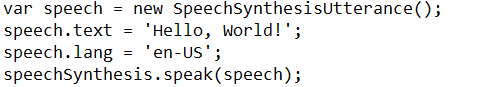 var speech = new SpeechSynthesisUtterance();
speech.text = 'Hello, World!';
speech.lang = 'en-US';
speechSynthesis.speak(speech);